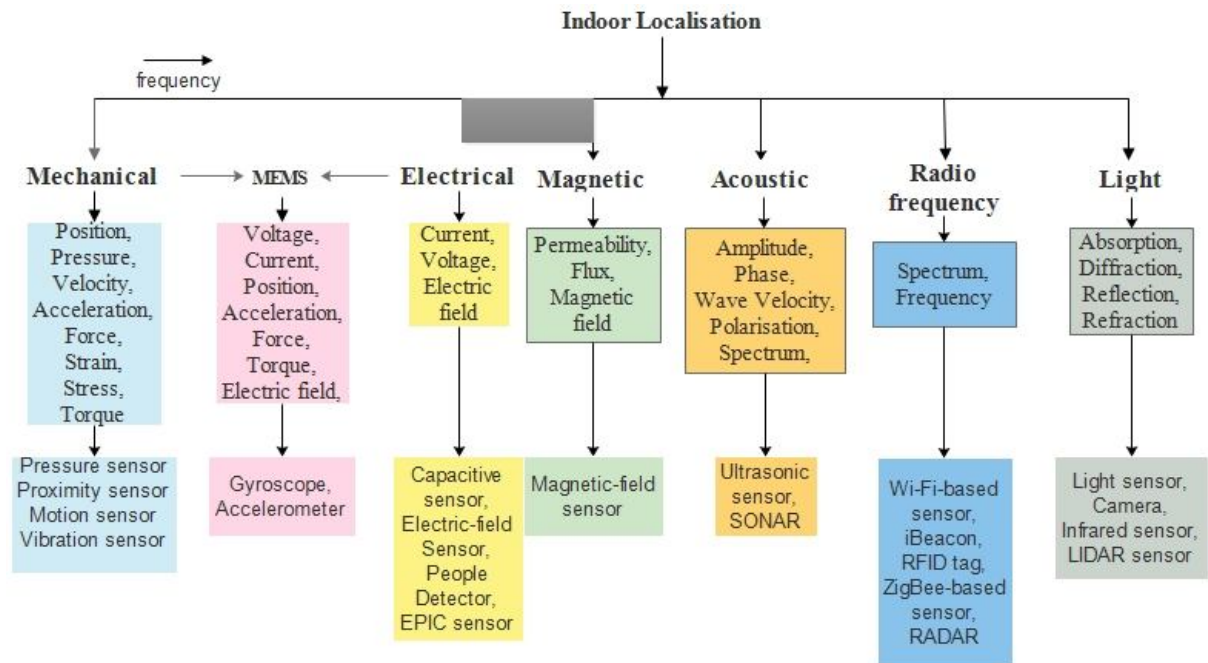 Indoor Localisation
frequency
Mechanical
MEMS
Electrical
Magnetic
Acoustic
Radio
frequency
Light
Position,
Pressure,
Velocity,
Acceleration,
Force,
Strain,
Stress,
Torque
Voltage,
Current,
Position,
Acceleration,
Force,
Torque,
Electric field,
Current,
Voltage,
Electric
field
Permeability,
Flux,
Magnetic
field
Amplitude,
Phase,
Wave Velocity,
Polarisation,
Spectrum,
Spectrum,
Frequency
Absorption,
Diffraction,
Reflection,
Refraction
Pressure sensor
Proximity sensor
Motion sensor
Vibration sensor
Gyroscope,
Accelerometer
Capacitive
sensor,
Electric-field
Sensor,
People
Detector,
EPIC sensor
Magnetic-field
sensor
Ultrasonic
sensor,
SONAR
Wi-Fi-based
sensor,
iBeacon,
RFID tag,
ZigBee-based
sensor,
RADAR
Light sensor,
Camera,
Infrared sensor,
LIDAR sensor